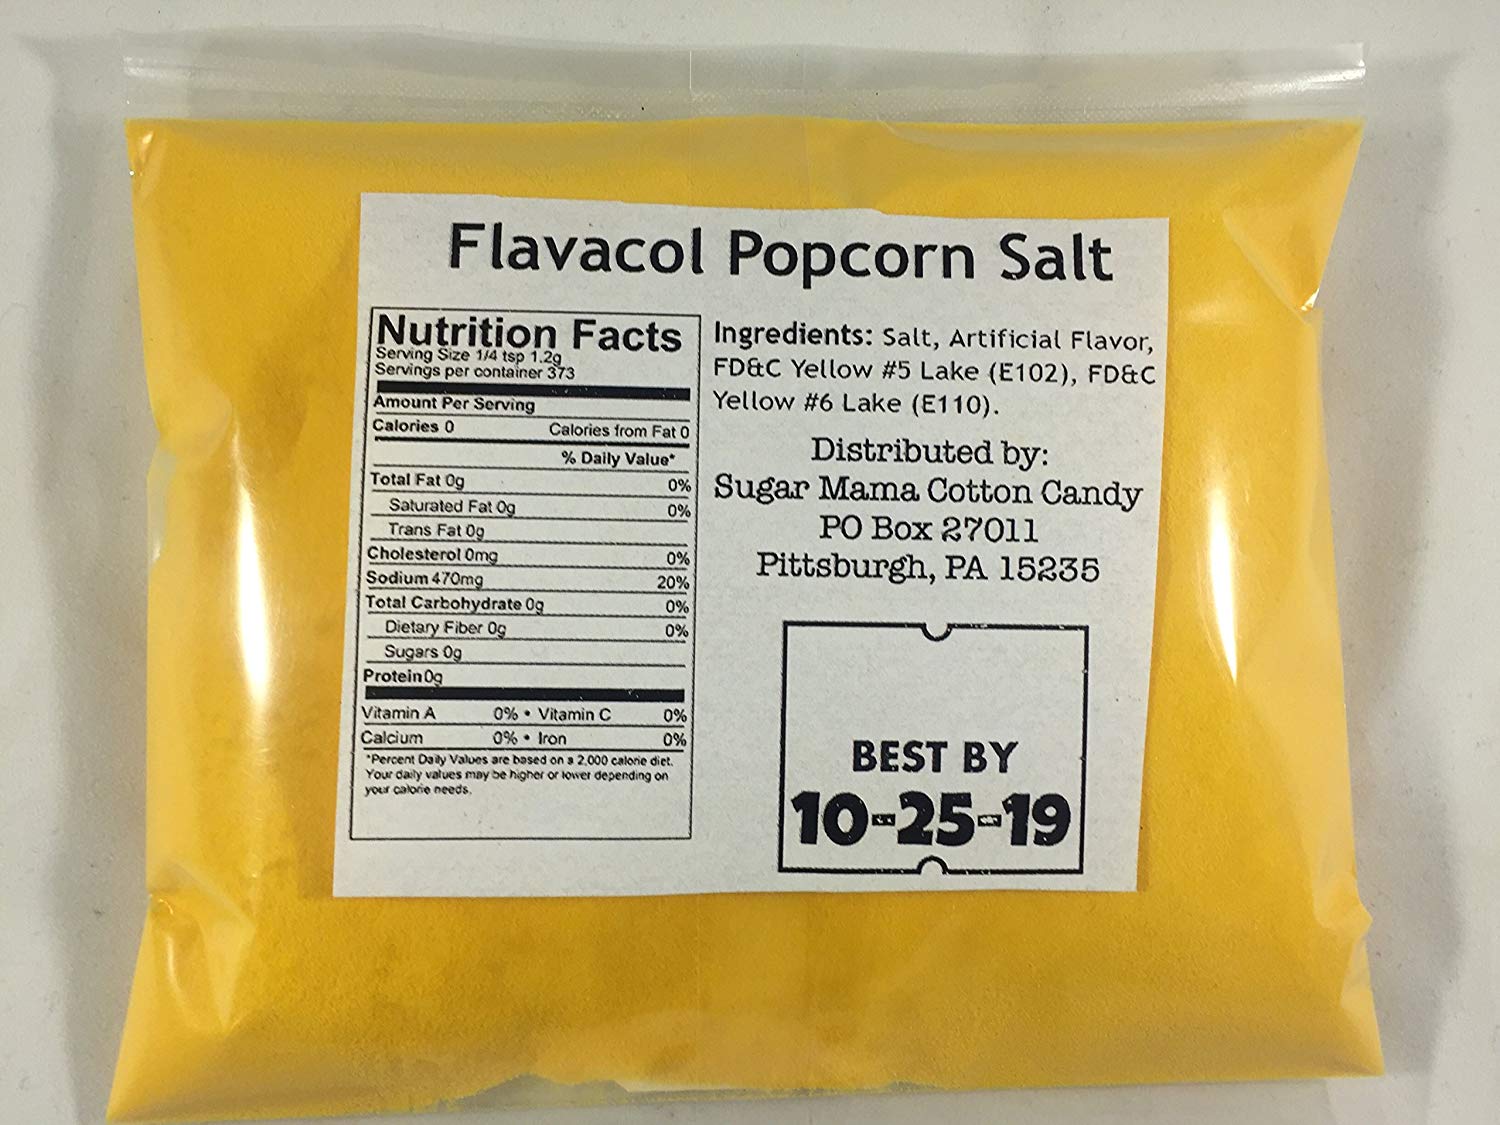 Flavacol Popcorn Salt
Nutrition Facts
Serving Size 1/4 tsp 1.2g
Servings per container 373
Amount Per Serving
Calories 0 Calories from Fat 0
% Daily Value*
Total Fat 0g 0%
Saturated Fat 0g 0%
Trans Fat 0g
Cholesterol 0mg 0%
Sodium 470mg 20%
Total Carbohydrate 0g 0%
Dietary Fiber 0g 0%
Sugars 0g
Protein 0g
Vitamin A 0% • Vitamin C 0%
Calcium 0% • Iron 0%
*Percent Daily Values are based on a 2,000 calorie diet.
Your daily values may be higher or lower depending on
your calorie needs.
Ingredients: Salt, Artificial Flavor,
FD&C Yellow #5 Lake (E102), FD&C
Yellow #6 Lake (E110).
Distributed by:
Sugar Mama Cotton Candy
PO Box 27011
Pittsburgh, PA 15235
BEST BY
10-25-19